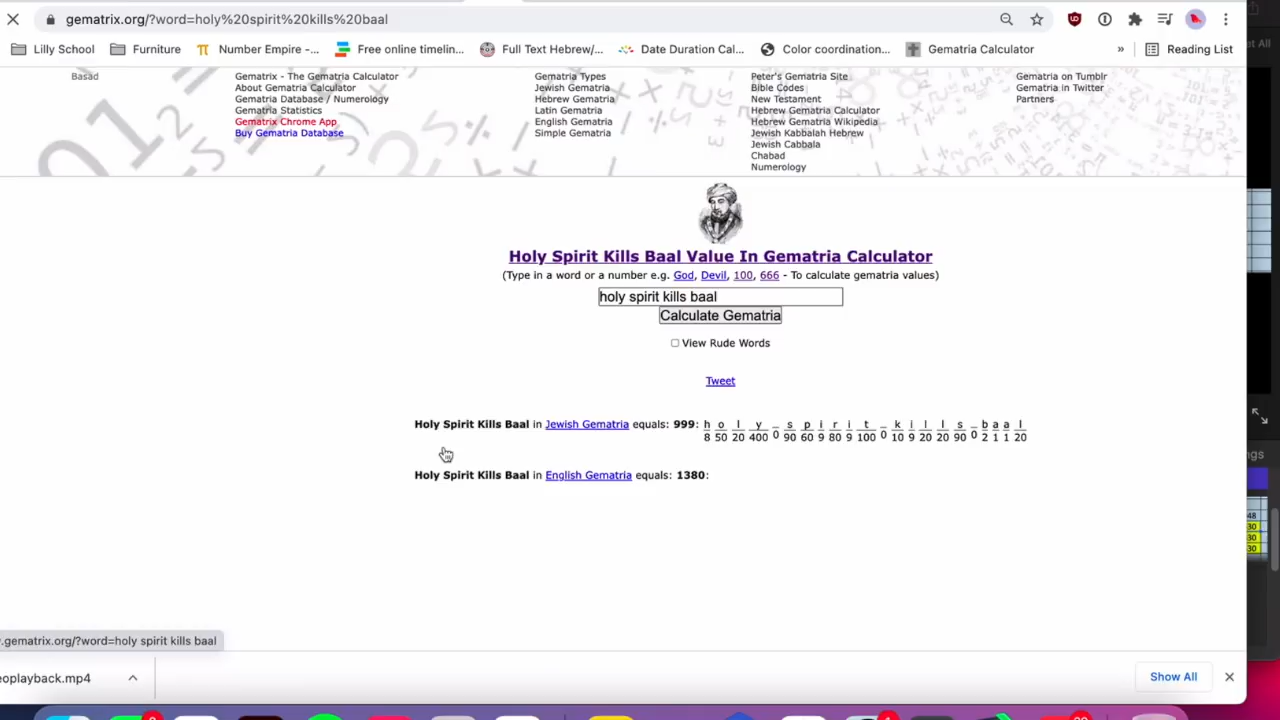 gematrix.org/?word=holy%20spirit%20kills%20baal
Lilly School Furniture Number Empire -... Free online timelin... Full Text Hebrew/... Date Duration Cal... Color coordination... Gematria Calculator » Reading List
Basad
Gematrix - The Gematria Calculator
About Gematria Calculator
Gematria Database / Numerology
Gematria Statistics
Gematrix Chrome App
Buy Gematria Database
Gematria Types
Jewish Gematria
Hebrew Gematria
Latin Gematria
English Gematria
Simple Gematria
Peter's Gematria Site
Bible Codes
New Testament
Hebrew Gematria Calculator
Hebrew Gematria Wikipedia
Jewish Kabbalah Hebrew
Jewish Cabbala
Chabad
Numerology
Gematria on Tumblr
Gematria in Twitter
Partners
Holy Spirit Kills Baal Value In Gematria Calculator
(Type in a word or a number e.g. God, Devil, 100, 666 - To calculate gematria values)
holy spirit kills baal
Calculate Gematria
View Rude Words
Tweet
Holy Spirit Kills Baal in Jewish Gematria equals: 999: h o l y _ s p i r i t _ k i l l s _ b a a l
8 50 20 400 0 90 60 9 80 9 100 0 10 9 20 20 90 0 2 1 1 20
Holy Spirit Kills Baal in English Gematria equals: 1380:
.gematrix.org/?word=holy spirit kills baal
eoplayback.mp4
Show All
at All
ngs
48
30
30
30